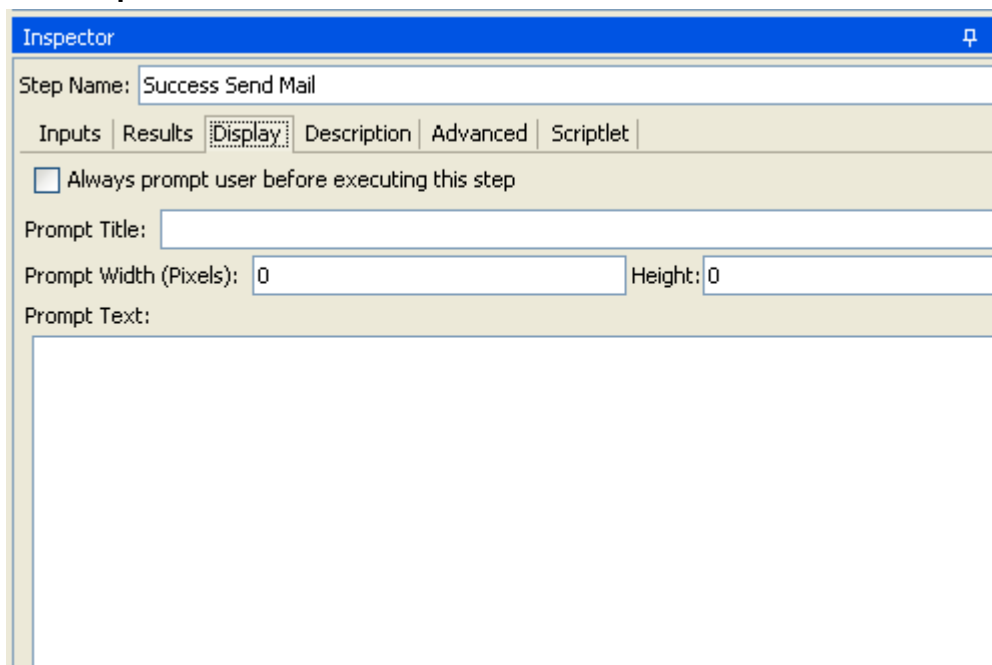 Inspector
Step Name: Success Send Mail
Inputs Results Display Description Advanced Scriptlet
Always prompt user before executing this step
Prompt Title:
Prompt Width (Pixels): 0 Height: 0
Prompt Text: